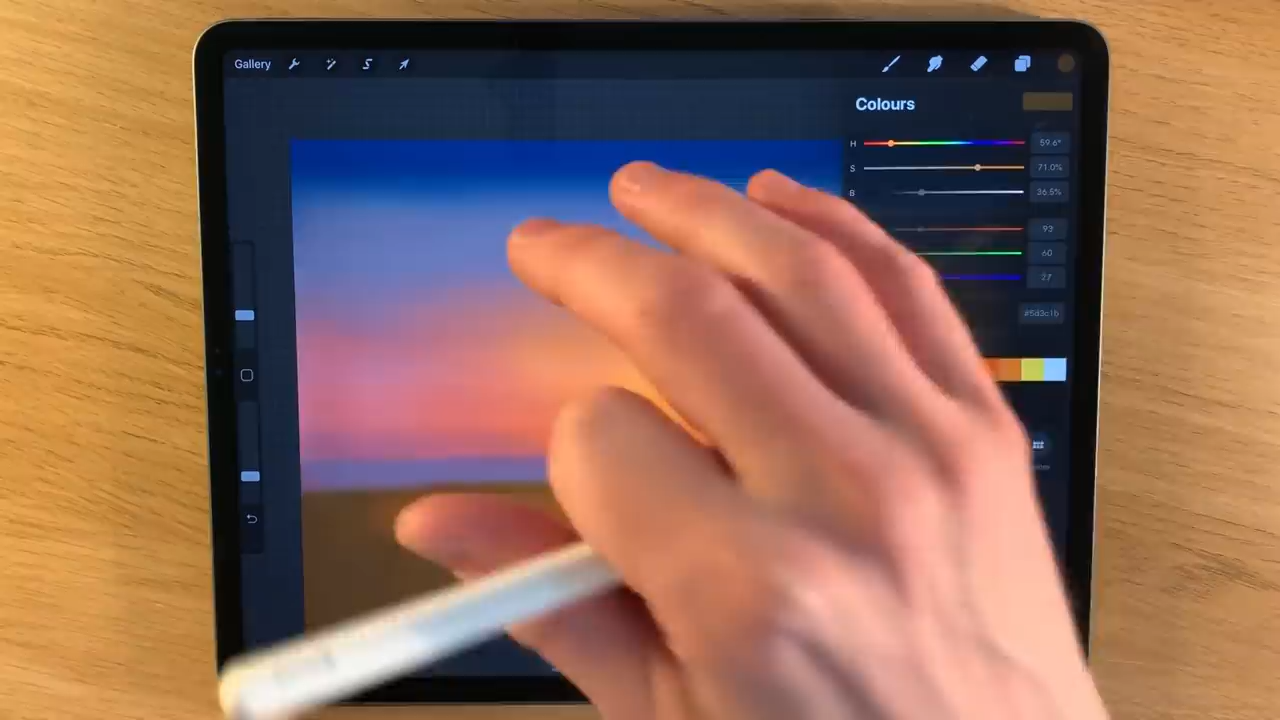 Gallery
Colours
H 59.6°
S 71.0%
B 36.5%
93
60
27
#5d3c1b